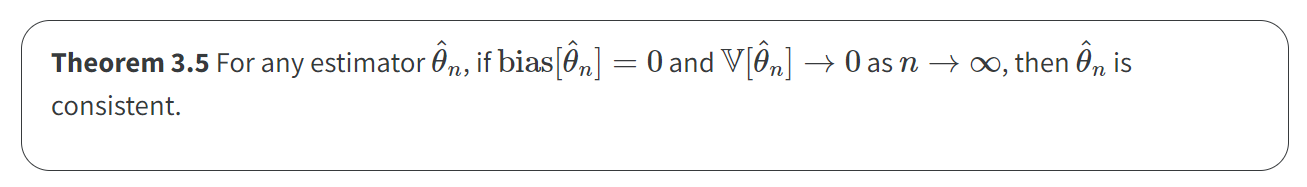 Theorem 3.5 For any estimator θ̂ₙ, if bias[θ̂ₙ] = 0 and 𝕍[θ̂ₙ] → 0 as n → ∞, then θ̂ₙ is
consistent.